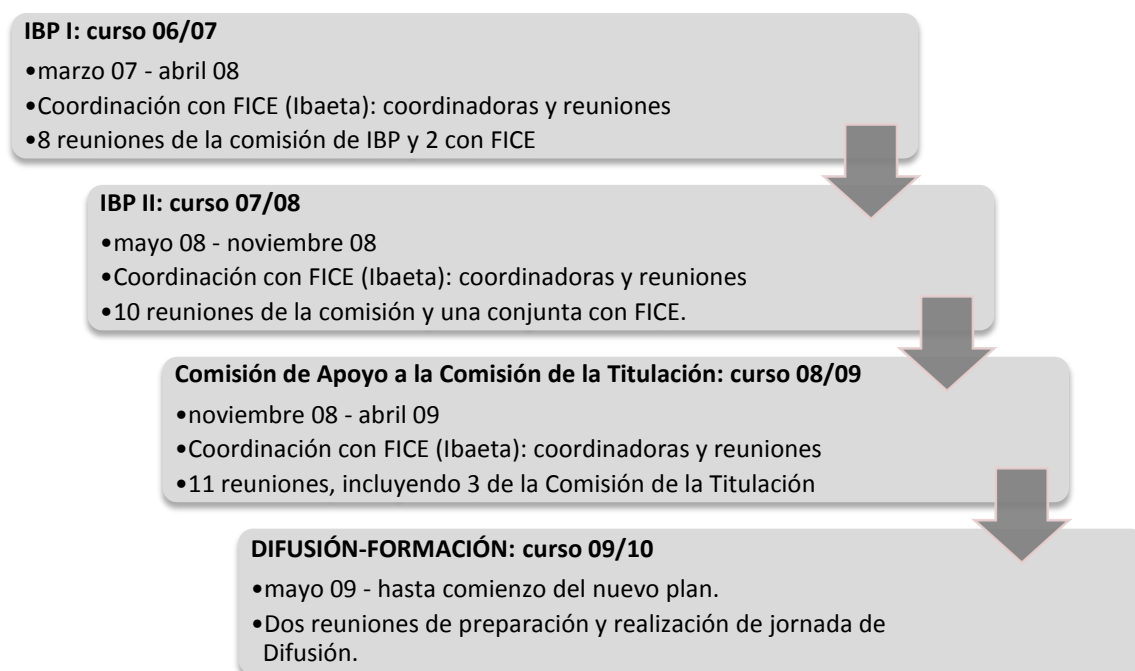 IBP I: curso 06/07
•marzo 07 - abril 08
•Coordinación con FICE (Ibaeta): coordinadoras y reuniones
•8 reuniones de la comisión de IBP y 2 con FICE
IBP II: curso 07/08
•mayo 08 - noviembre 08
•Coordinación con FICE (Ibaeta): coordinadoras y reuniones
•10 reuniones de la comisión y una conjunta con FICE.
Comisión de Apoyo a la Comisión de la Titulación: curso 08/09
•noviembre 08 - abril 09
•Coordinación con FICE (Ibaeta): coordinadoras y reuniones
•11 reuniones, incluyendo 3 de la Comisión de la Titulación
DIFUSIÓN-FORMACIÓN: curso 09/10
•mayo 09 - hasta comienzo del nuevo plan.
•Dos reuniones de preparación y realización de jornada de
Difusión.